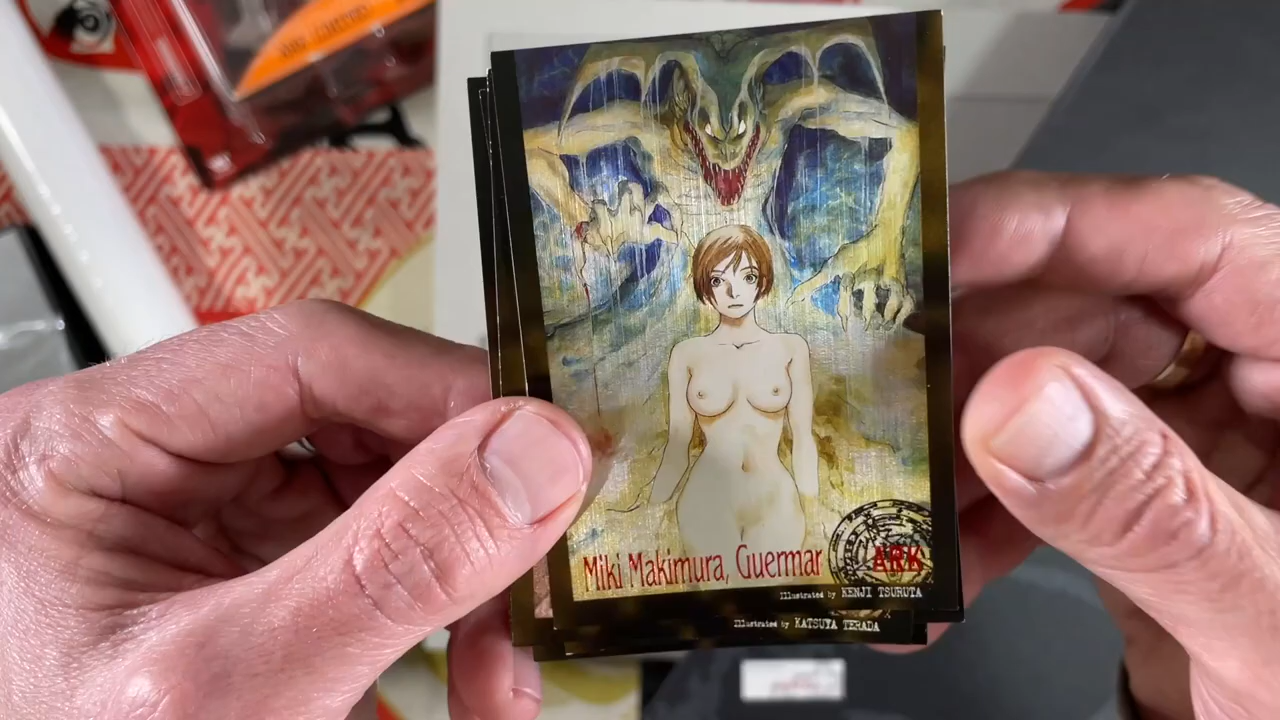 Miki Makimura, Guermar
ARK
Illustrated by KENJI TSURUTA
Illustrated by KATSUYA TERADA